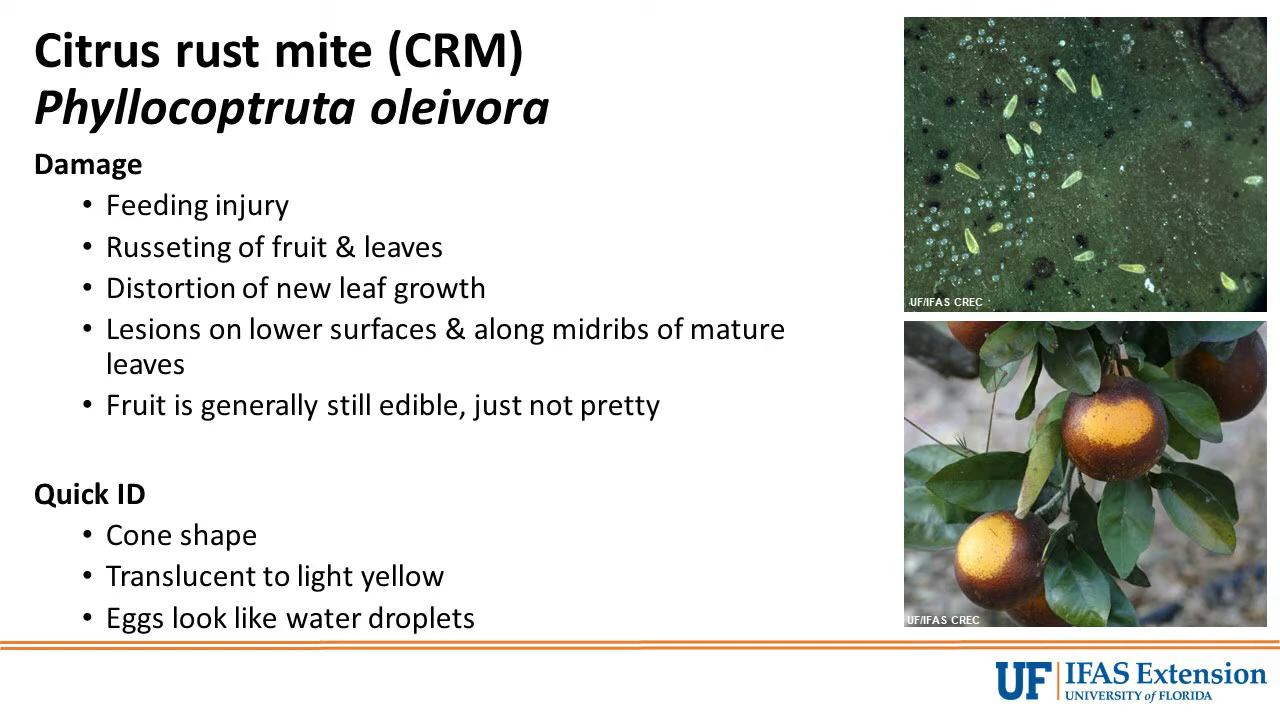 Citrus rust mite (CRM)
Phyllocoptruta oleivora
Damage
• Feeding injury
• Russeting of fruit & leaves
• Distortion of new leaf growth
• Lesions on lower surfaces & along midribs of mature
leaves
• Fruit is generally still edible, just not pretty
Quick ID
• Cone shape
• Translucent to light yellow
• Eggs look like water droplets
UF/IFAS CREC
UF/IFAS CREC
UF IFAS Extension
UNIVERSITY of FLORIDA